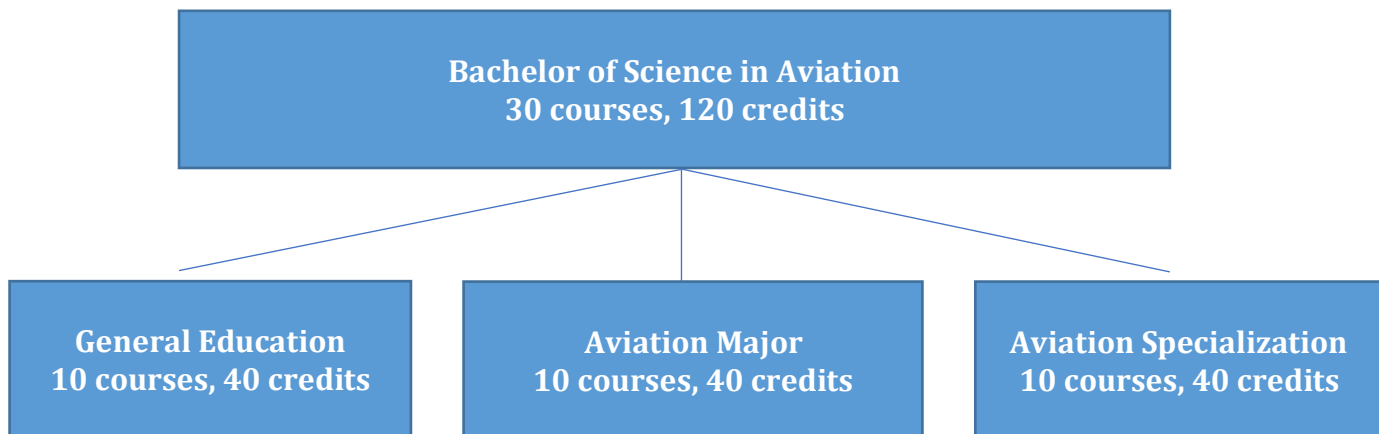 Bachelor of Science in Aviation
30 courses, 120 credits
General Education
10 courses, 40 credits
Aviation Major
10 courses, 40 credits
Aviation Specialization
10 courses, 40 credits